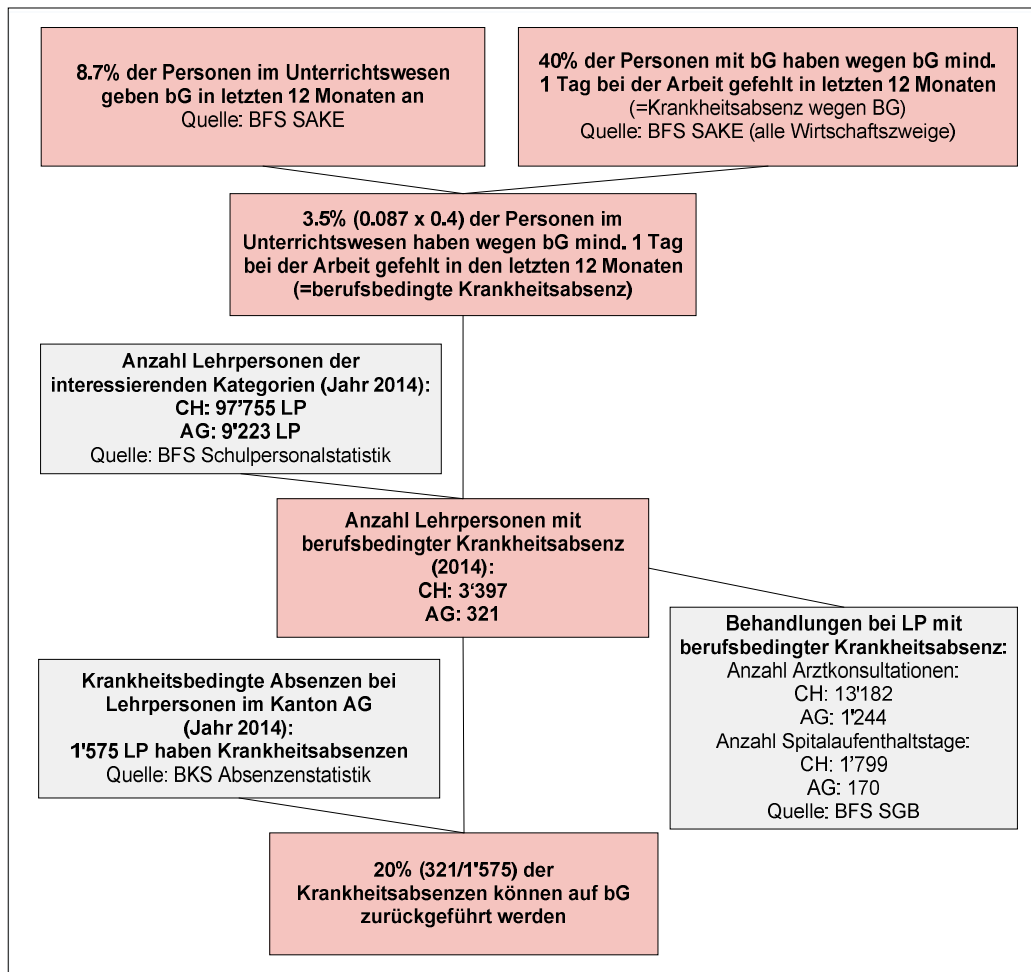 8.7% der Personen im Unterrichtswesen
geben bG in letzten 12 Monaten an
Quelle: BFS SAKE
40% der Personen mit bG haben wegen bG mind.
1 Tag bei der Arbeit gefehlt in letzten 12 Monaten
(=Krankheitsabsenz wegen BG)
Quelle: BFS SAKE (alle Wirtschaftszweige)
3.5% (0.087 x 0.4) der Personen im
Unterrichtswesen haben wegen bG mind. 1 Tag
bei der Arbeit gefehlt in den letzten 12 Monaten
(=berufsbedingte Krankheitsabsenz)
Anzahl Lehrpersonen der
interessierenden Kategorien (Jahr 2014):
CH: 97’755 LP
AG: 9'223 LP
Quelle: BFS Schulpersonalstatistik
Anzahl Lehrpersonen mit
berufsbedingter Krankheitsabsenz
(2014):
CH: 3‘397
AG: 321
Behandlungen bei LP mit
berufsbedingter Krankheitsabsenz:
Anzahl Arztkonsultationen:
CH: 13'182
AG: 1'244
Anzahl Spitalaufenthaltstage:
CH: 1’799
AG: 170
Quelle: BFS SGB
Krankheitsbedingte Absenzen bei
Lehrpersonen im Kanton AG
(Jahr 2014):
1'575 LP haben Krankheitsabsenzen
Quelle: BKS Absenzenstatistik
20% (321/1'575) der
Krankheitsabsenzen können auf bG
zurückgeführt werden